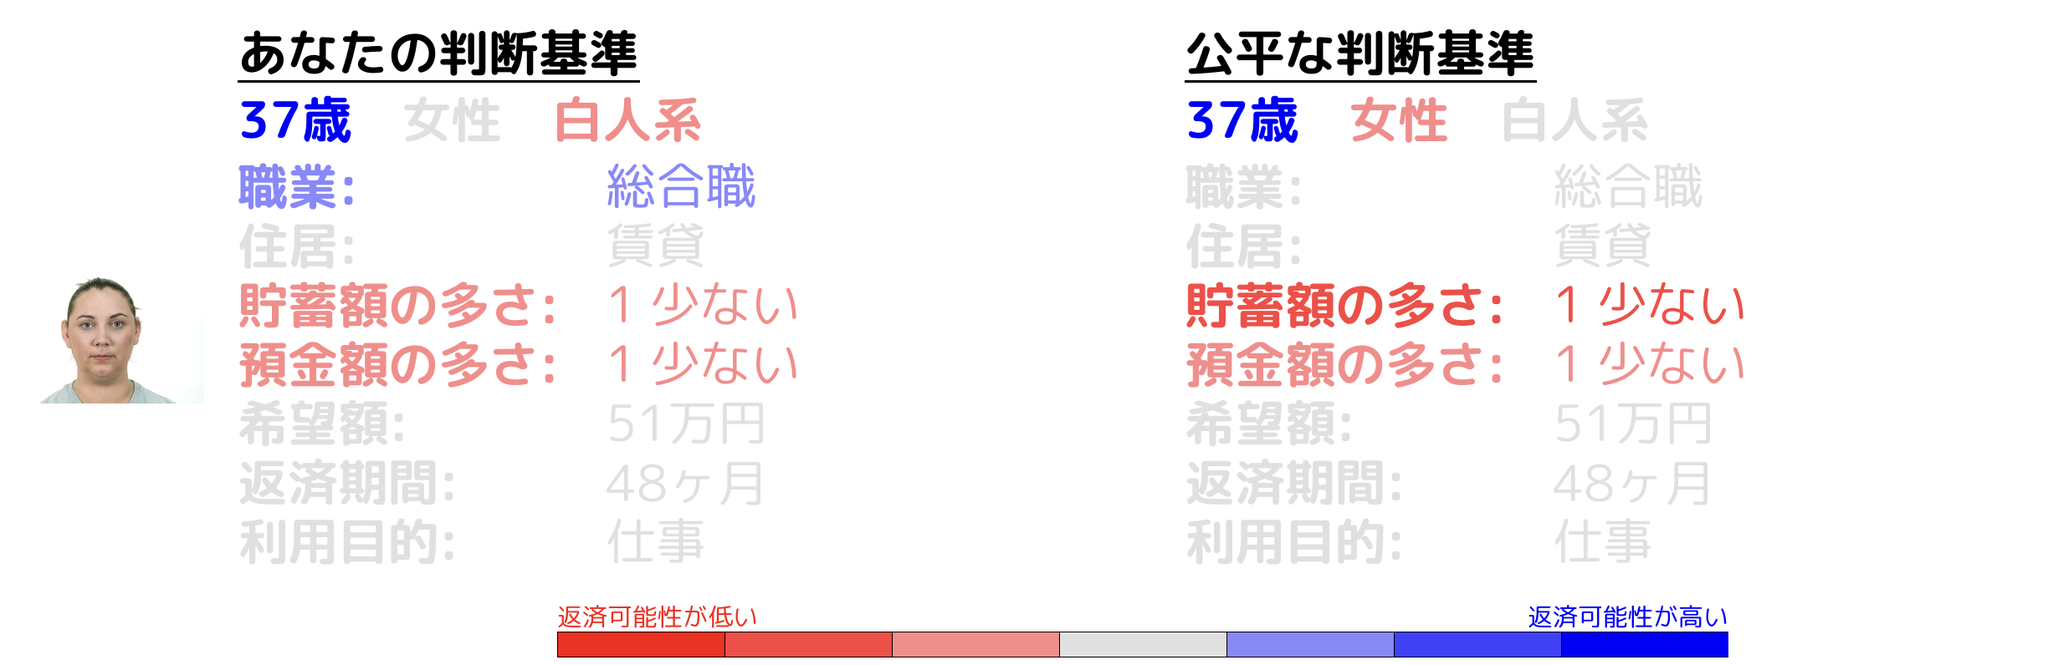 あなたの判断基準
37歳 女性 白人系
職業: 総合職
住居: 賃貸
貯蓄額の多さ: 1 少ない
預金額の多さ: 1 少ない
希望額: 51万円
返済期間: 48ヶ月
利用目的: 仕事
公平な判断基準
37歳 女性 白人系
職業: 総合職
住居: 賃貸
貯蓄額の多さ: 1 少ない
預金額の多さ: 1 少ない
希望額: 51万円
返済期間: 48ヶ月
利用目的: 仕事
返済可能性が低い
返済可能性が高い